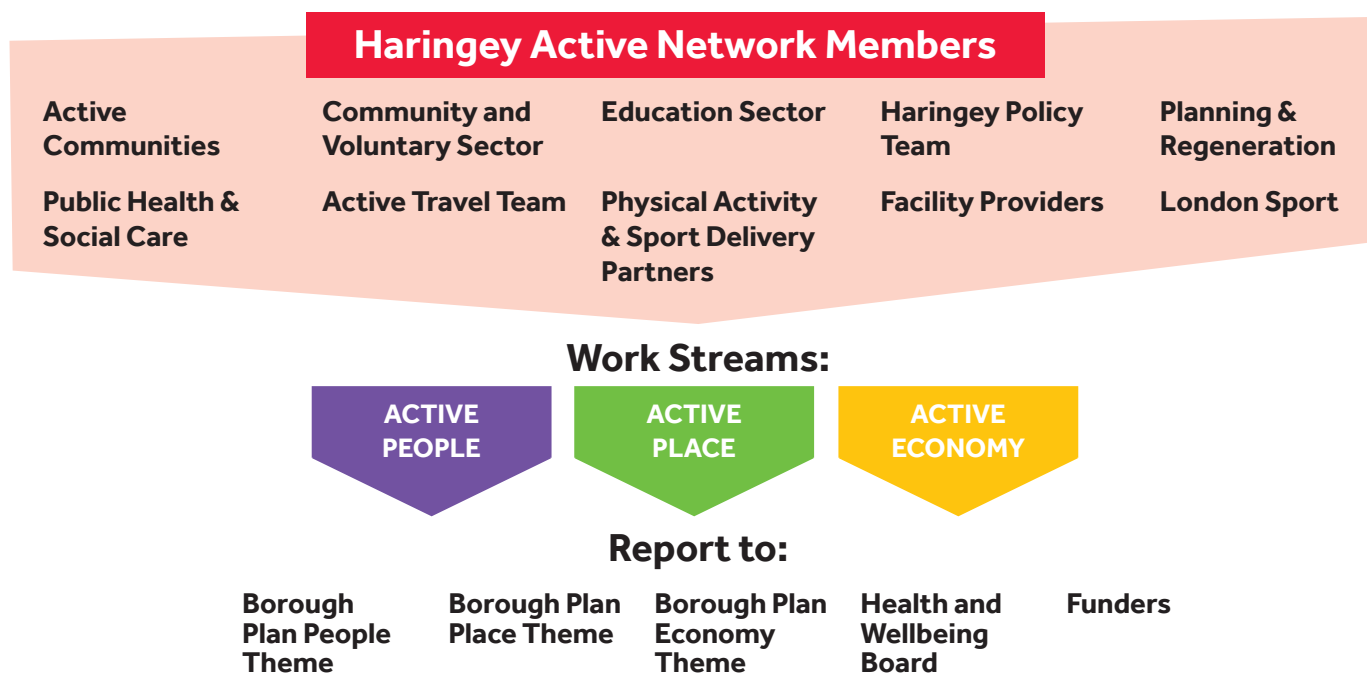 Haringey Active Network Members
Active
Communities
Community and
Voluntary Sector
Education Sector
Haringey Policy
Team
Planning &
Regeneration
Public Health &
Social Care
Active Travel Team
Physical Activity
& Sport Delivery
Partners
Facility Providers
London Sport
Work Streams:
ACTIVE
PEOPLE
ACTIVE
PLACE
ACTIVE
ECONOMY
Report to:
Borough
Plan People
Theme
Borough Plan
Place Theme
Borough Plan
Economy
Theme
Health and
Wellbeing
Board
Funders